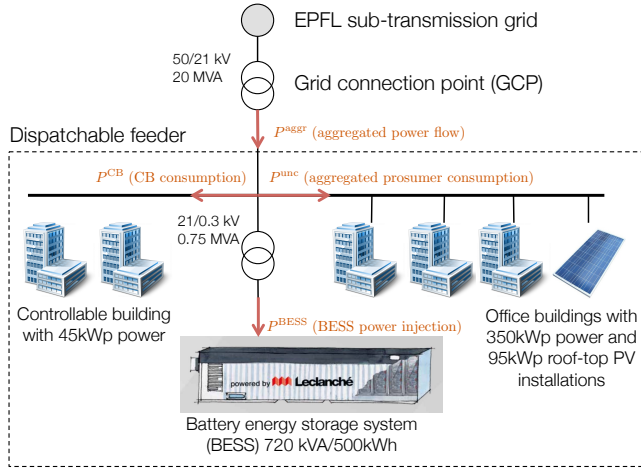 EPFL sub-transmission grid
50/21 kV
20 MVA
Grid connection point (GCP)
P^aggr (aggregated power flow)
Dispatchable feeder
P^CB (CB consumption)
P^unc (aggregated prosumer consumption)
21/0.3 kV
0.75 MVA
Controllable building
with 45kWp power
P^BESS (BESS power injection)
Office buildings with
350kWp power and
95kWp roof-top PV
installations
powered by Leclanché
Battery energy storage system
(BESS) 720 kVA/500kWh